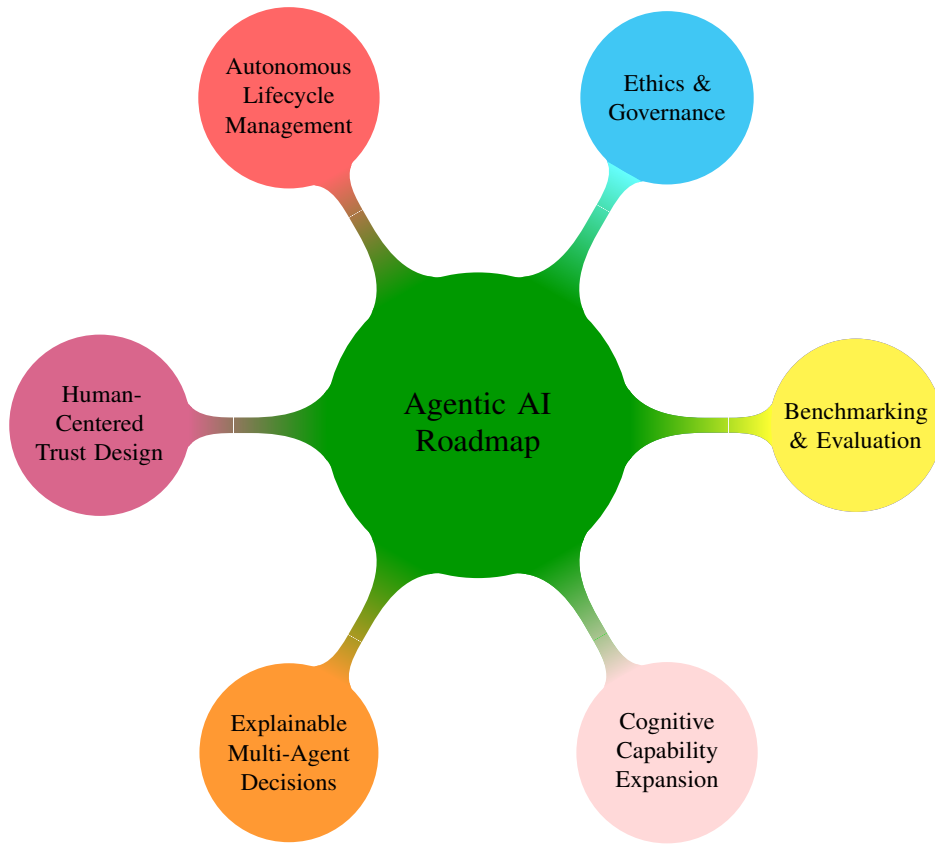 Autonomous
Lifecycle
Management
Ethics &
Governance
Human-
Centered
Trust Design
Agentic AI
Roadmap
Benchmarking
& Evaluation
Explainable
Multi-Agent
Decisions
Cognitive
Capability
Expansion